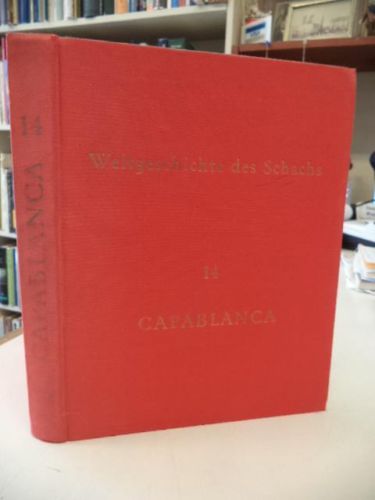 Weltgeschichte des Schachs
14
CAPABLANCA
14
CAPABLANCA